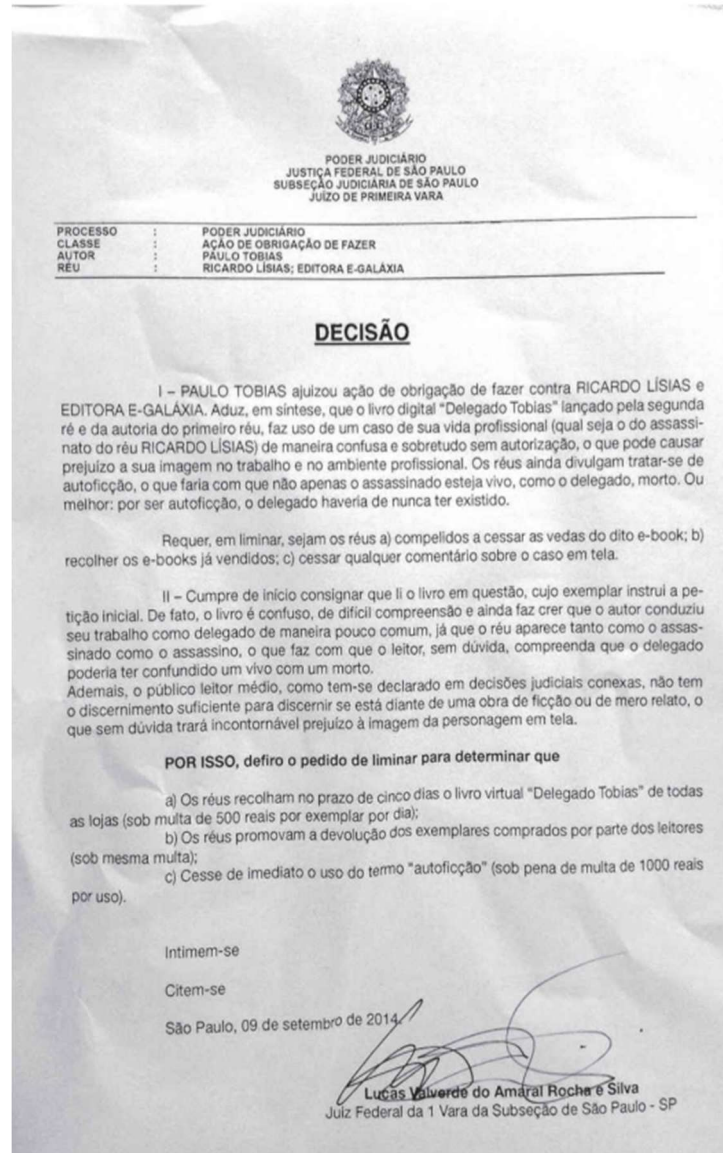 PODER JUDICIÁRIO
JUSTIÇA FEDERAL DE SÃO PAULO
SUBSEÇÃO JUDICIÁRIA DE SÃO PAULO
JUÍZO DE PRIMEIRA VARA
PROCESSO : PODER JUDICIÁRIO
CLASSE : AÇÃO DE OBRIGAÇÃO DE FAZER
AUTOR : PAULO TOBIAS
RÉU : RICARDO LÍSIAS; EDITORA E-GALÁXIA
DECISÃO
I – PAULO TOBIAS ajuizou ação de obrigação de fazer contra RICARDO LÍSIAS e
EDITORA E-GALÁXIA. Aduz, em síntese, que o livro digital "Delegado Tobias" lançado pela segunda
ré e da autoria do primeiro réu, faz uso de um caso de sua vida profissional (qual seja o do assassi-
nato do réu RICARDO LÍSIAS) de maneira confusa e sobretudo sem autorização, o que pode causar
prejuízo a sua imagem no trabalho e no ambiente profissional. Os réus ainda divulgam tratar-se de
autoficção, o que faria com que não apenas o assassinado esteja vivo, como o delegado, morto. Ou
melhor: por ser autoficção, o delegado haveria de nunca ter existido.
Requer, em liminar, sejam os réus a) compelidos a cessar as vedas do dito e-book; b)
recolher os e-books já vendidos; c) cessar qualquer comentário sobre o caso em tela.
II – Cumpre de início consignar que li o livro em questão, cujo exemplar instrui a pe-
tição inicial. De fato, o livro é confuso, de difícil compreensão e ainda faz crer que o autor conduziu
seu trabalho como delegado de maneira pouco comum, já que o réu aparece tanto como o assas-
sinado como o assassino, o que faz com que o leitor, sem dúvida, compreenda que o delegado
poderia ter confundido um vivo com um morto.
Ademais, o público leitor médio, como tem-se declarado em decisões judiciais conexas, não tem
o discernimento suficiente para discernir se está diante de uma obra de ficção ou de mero relato, o
que sem dúvida trará incontornável prejuízo à imagem da personagem em tela.
POR ISSO, defiro o pedido de liminar para determinar que
a) Os réus recolham no prazo de cinco dias o livro virtual "Delegado Tobias" de todas
as lojas (sob multa de 500 reais por exemplar por dia);
b) Os réus promovam a devolução dos exemplares comprados por parte dos leitores
(sob mesma multa);
c) Cesse de imediato o uso do termo "autoficção" (sob pena de multa de 1000 reais
por uso).
Intimem-se
Citem-se
São Paulo, 09 de setembro de 2014.
Lucas Valverde do Amaral Rocha e Silva
Juiz Federal da 1 Vara da Subseção de São Paulo - SP